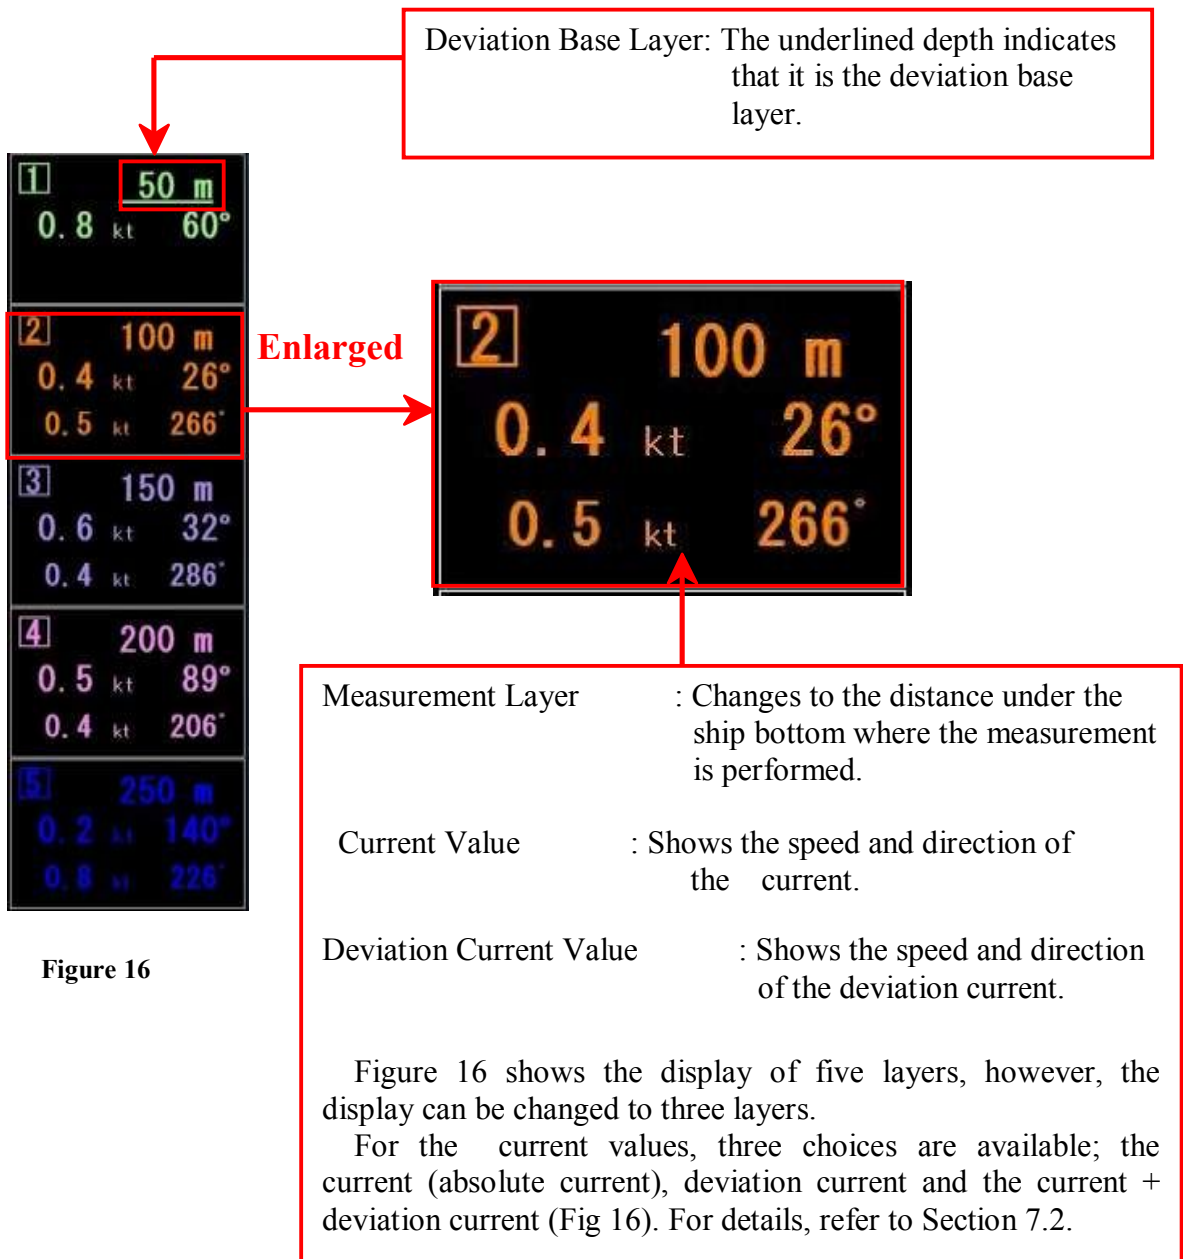 Deviation Base Layer: The underlined depth indicates
that it is the deviation base
layer.
1 50 m
0.8 kt 60°
2 100 m
0.4 kt 26°
0.5 kt 266°
3 150 m
0.6 kt 32°
0.4 kt 286°
4 200 m
0.5 kt 89°
0.4 kt 206°
5 250 m
0.2 kt 140°
0.8 kt 226°
Figure 16
Enlarged
2 100 m
0.4 kt 26°
0.5 kt 266°
Measurement Layer : Changes to the distance under the
ship bottom where the measurement
is performed.
Current Value : Shows the speed and direction of
the current.
Deviation Current Value : Shows the speed and direction
of the deviation current.
Figure 16 shows the display of five layers, however, the
display can be changed to three layers.
For the current values, three choices are available; the
current (absolute current), deviation current and the current +
deviation current (Fig 16). For details, refer to Section 7.2.